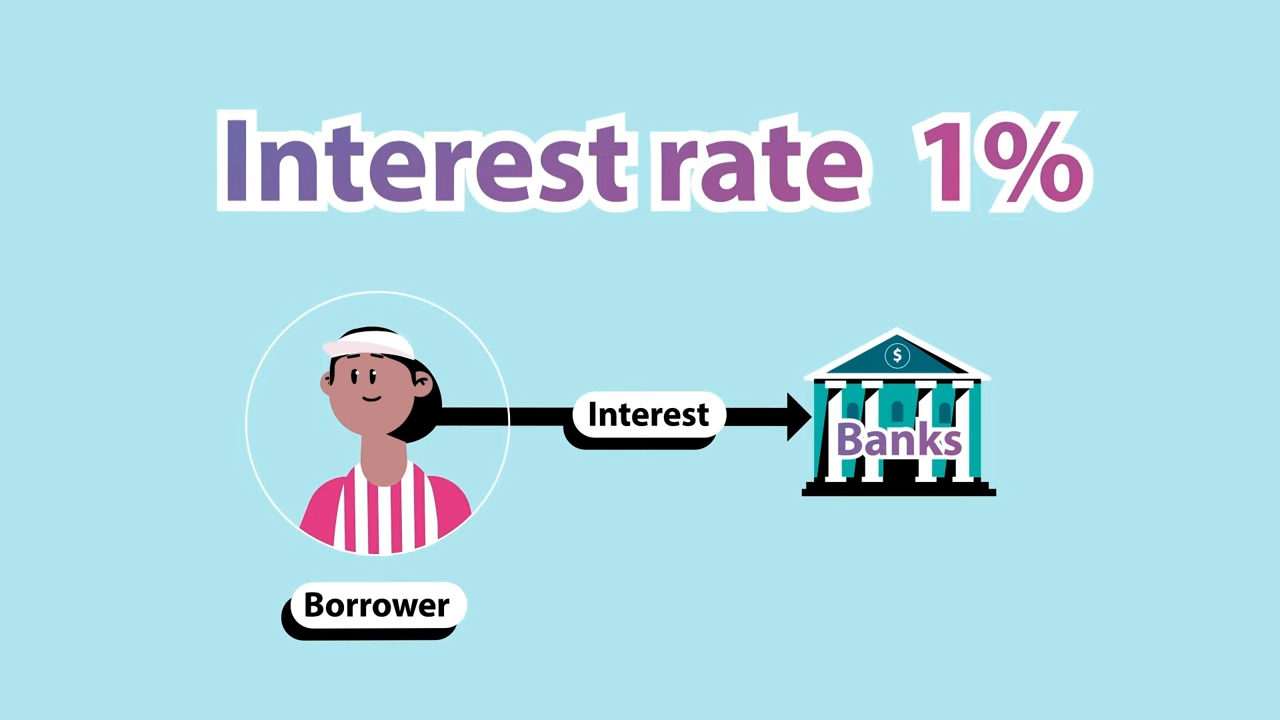 Interest rate 1%
$
Interest
Banks
Borrower